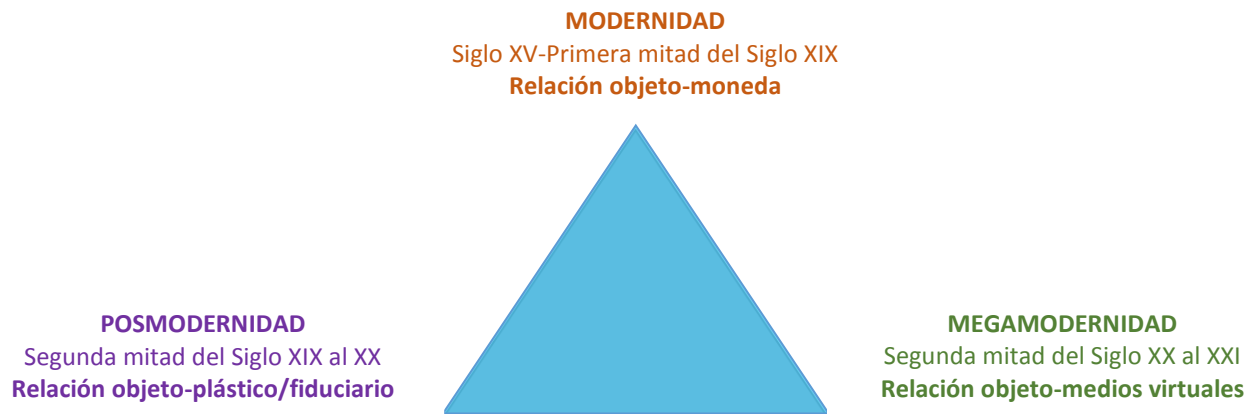 MODERNIDAD
Siglo XV-Primera mitad del Siglo XIX
Relación objeto-moneda
POSMODERNIDAD
Segunda mitad del Siglo XIX al XX
Relación objeto-plástico/fiduciario
MEGAMODERNIDAD
Segunda mitad del Siglo XX al XXI
Relación objeto-medios virtuales